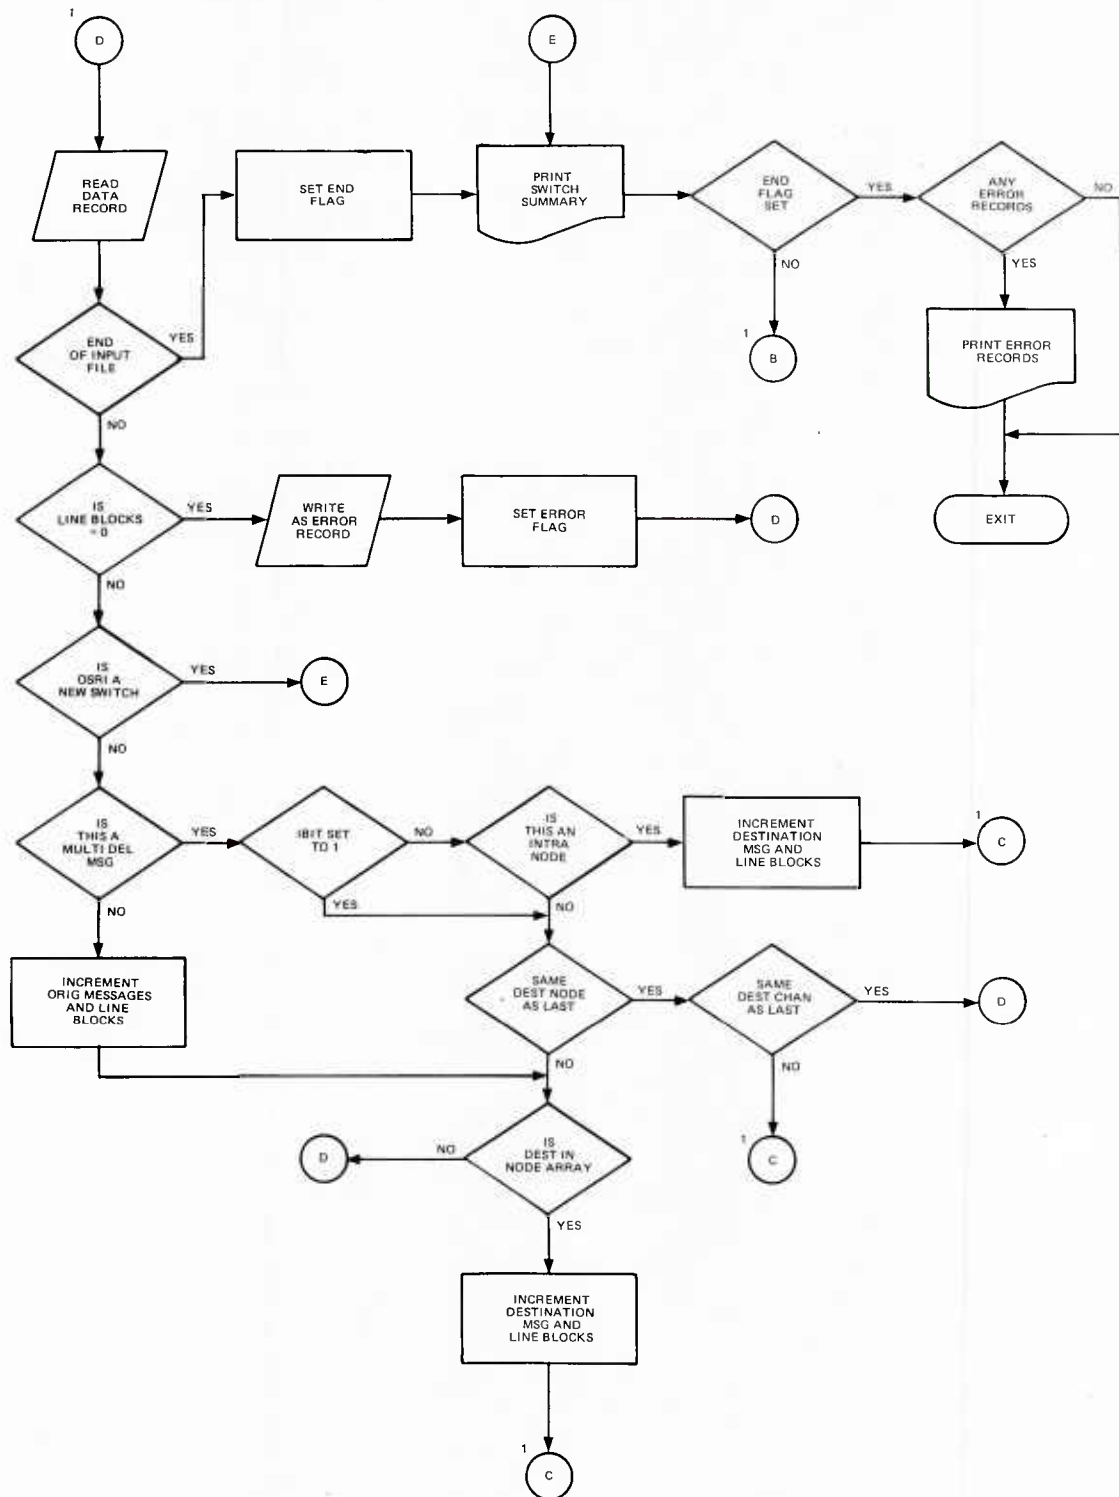 1
D
E
READ
DATA
RECORD
SET END
FLAG
PRINT
SWITCH
SUMMARY
END
FLAG
SET
YES
ANY
ERROR
RECORDS
NO
NO
YES
END
OF INPUT
FILE
YES
1
B
PRINT ERROR
RECORDS
NO
IS
LINE BLOCKS
= 0
YES
WRITE
AS ERROR
RECORD
SET ERROR
FLAG
D
EXIT
NO
IS
OSRI A
NEW SWITCH
YES
E
NO
IS
THIS A
MULTI DEL
MSG
YES
IBIT SET
TO 1
NO
IS
THIS AN
INTRA
NODE
YES
INCREMENT
DESTINATION
MSG AND
LINE BLOCKS
1
C
NO
YES
NO
INCREMENT
ORIG MESSAGES
AND LINE
BLOCKS
SAME
DEST NODE
AS LAST
YES
SAME
DEST CHAN
AS LAST
YES
D
NO
NO
D
NO
IS
DEST IN
NODE ARRAY
1
C
YES
INCREMENT
DESTINATION
MSG AND
LINE BLOCKS
1
C